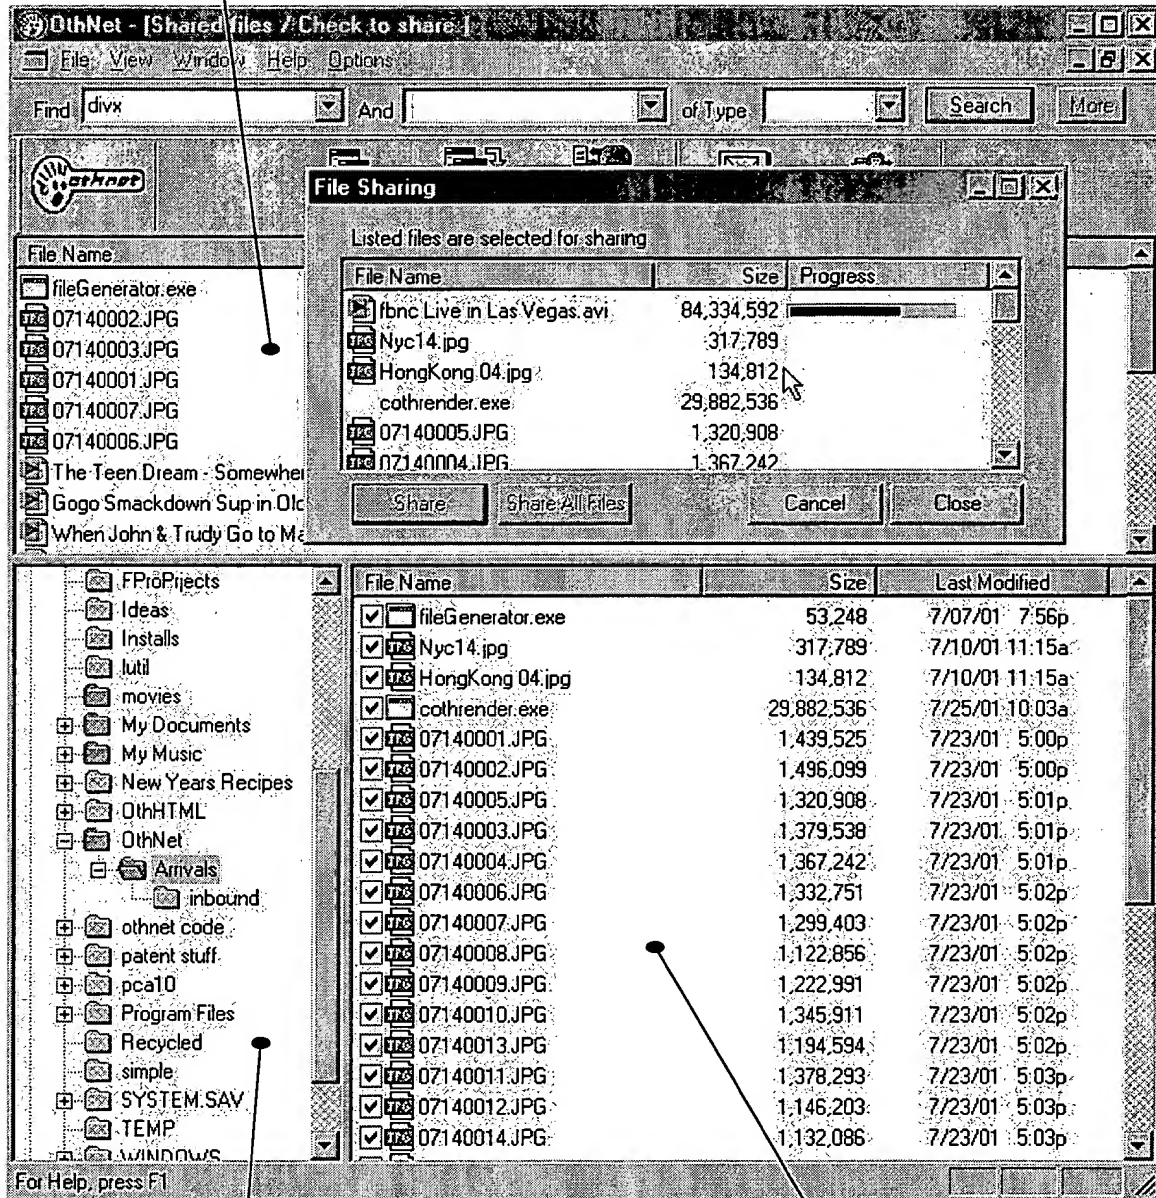 OthNet - [Shared files / Check to share ]
File View Window Help Options
Find divx And of Type Search More
othnet
File Sharing
Listed files are selected for sharing
File Name Size Progress
fbnc Live in Las Vegas.avi 84,334,592
Nyc14.jpg 317,789
HongKong 04.jpg 134,812
cothrender.exe 29,882,536
07140005.JPG 1,320,908
07140004.JPG 1,367,242
Share Share All Files Cancel Close
File Name
fileGenerator.exe
07140002.JPG
07140003.JPG
07140001.JPG
07140007.JPG
07140006.JPG
The Teen Dream - Somewher
Gogo Smackdown Sup in Olc
When John & Trudy Go to Ma
FProPrjects
Ideas
Installs
lutil
movies
My Documents
My Music
New Years Recipes
OthHTML
OthNet
Arrivals
inbound
othnet code
patent stuff
pca10
Program Files
Recycled
simple
SYSTEM.SAV
TEMP
WINDOWS
File Name Size Last Modified
fileGenerator.exe 53,248 7/07/01 7:56p
Nyc14.jpg 317,789 7/10/01 11:15a
HongKong 04.jpg 134,812 7/10/01 11:15a
cothrender.exe 29,882,536 7/25/01 10:03a
07140001.JPG 1,439,525 7/23/01 5:00p
07140002.JPG 1,496,099 7/23/01 5:00p
07140005.JPG 1,320,908 7/23/01 5:01p
07140003.JPG 1,379,538 7/23/01 5:01p
07140004.JPG 1,367,242 7/23/01 5:01p
07140006.JPG 1,332,751 7/23/01 5:02p
07140007.JPG 1,299,403 7/23/01 5:02p
07140008.JPG 1,122,856 7/23/01 5:02p
07140009.JPG 1,222,991 7/23/01 5:02p
07140010.JPG 1,345,911 7/23/01 5:02p
07140013.JPG 1,194,594 7/23/01 5:02p
07140011.JPG 1,378,293 7/23/01 5:03p
07140012.JPG 1,146,203 7/23/01 5:03p
07140014.JPG 1,132,086 7/23/01 5:03p
For Help, press F1